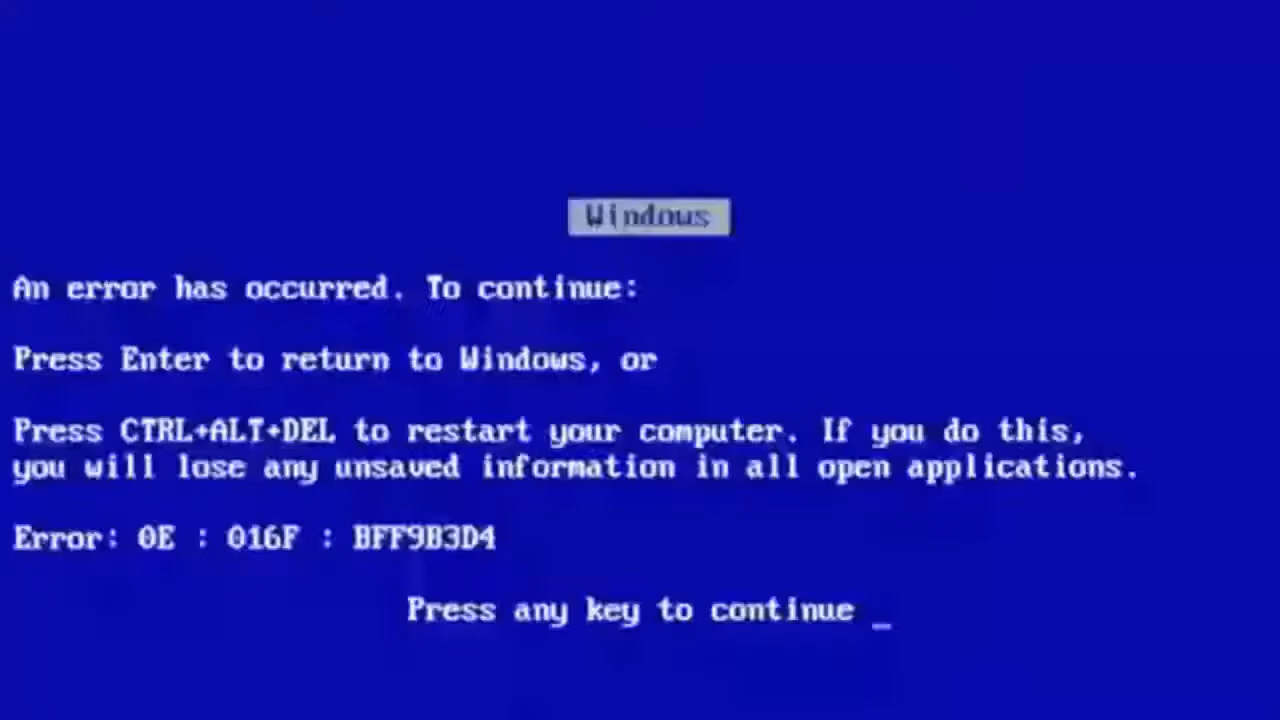 Windows
An error has occurred. To continue:
Press Enter to return to Windows, or
Press CTRL+ALT+DEL to restart your computer. If you do this,
you will lose any unsaved information in all open applications.
Error: 0E : 016F : BFF9B3D4
Press any key to continue _